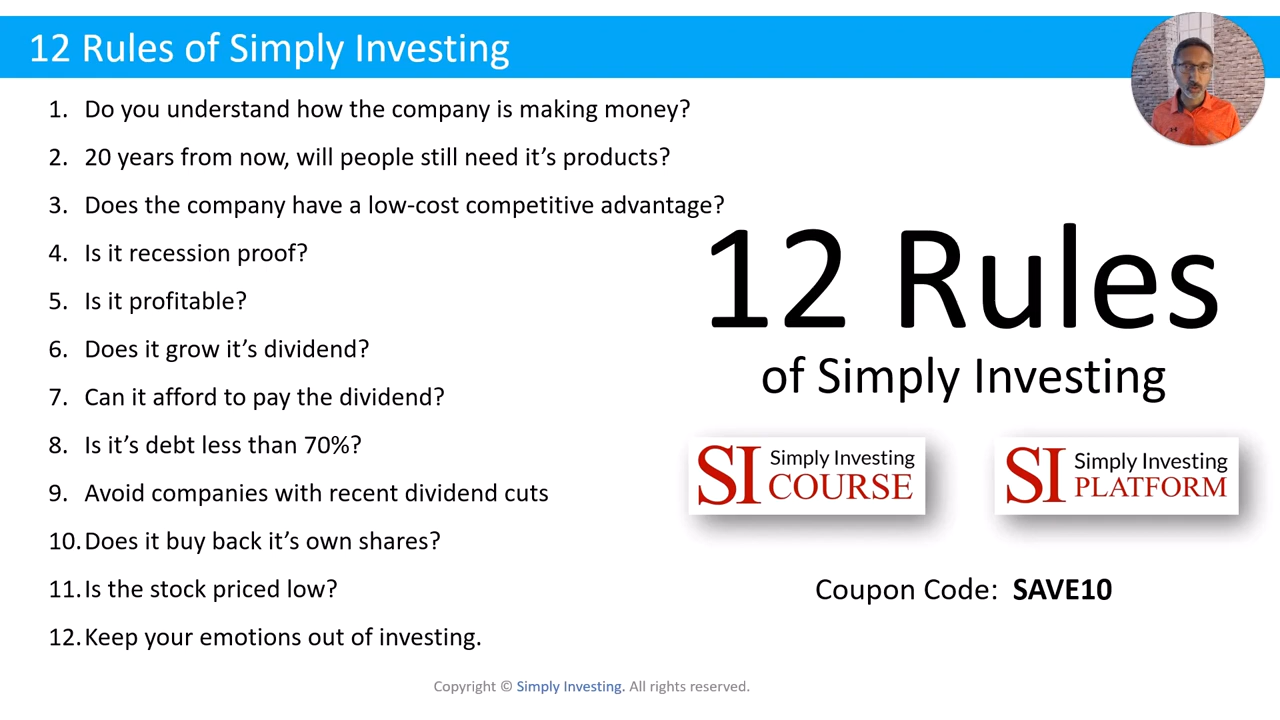 12 Rules of Simply Investing
1. Do you understand how the company is making money?
2. 20 years from now, will people still need it's products?
3. Does the company have a low-cost competitive advantage?
4. Is it recession proof?
5. Is it profitable?
6. Does it grow it's dividend?
7. Can it afford to pay the dividend?
8. Is it's debt less than 70%?
9. Avoid companies with recent dividend cuts
10. Does it buy back it's own shares?
11. Is the stock priced low?
12. Keep your emotions out of investing.
12 Rules
of Simply Investing
SI Simply Investing
COURSE
SI Simply Investing
PLATFORM
Coupon Code: SAVE10
Copyright © Simply Investing. All rights reserved.